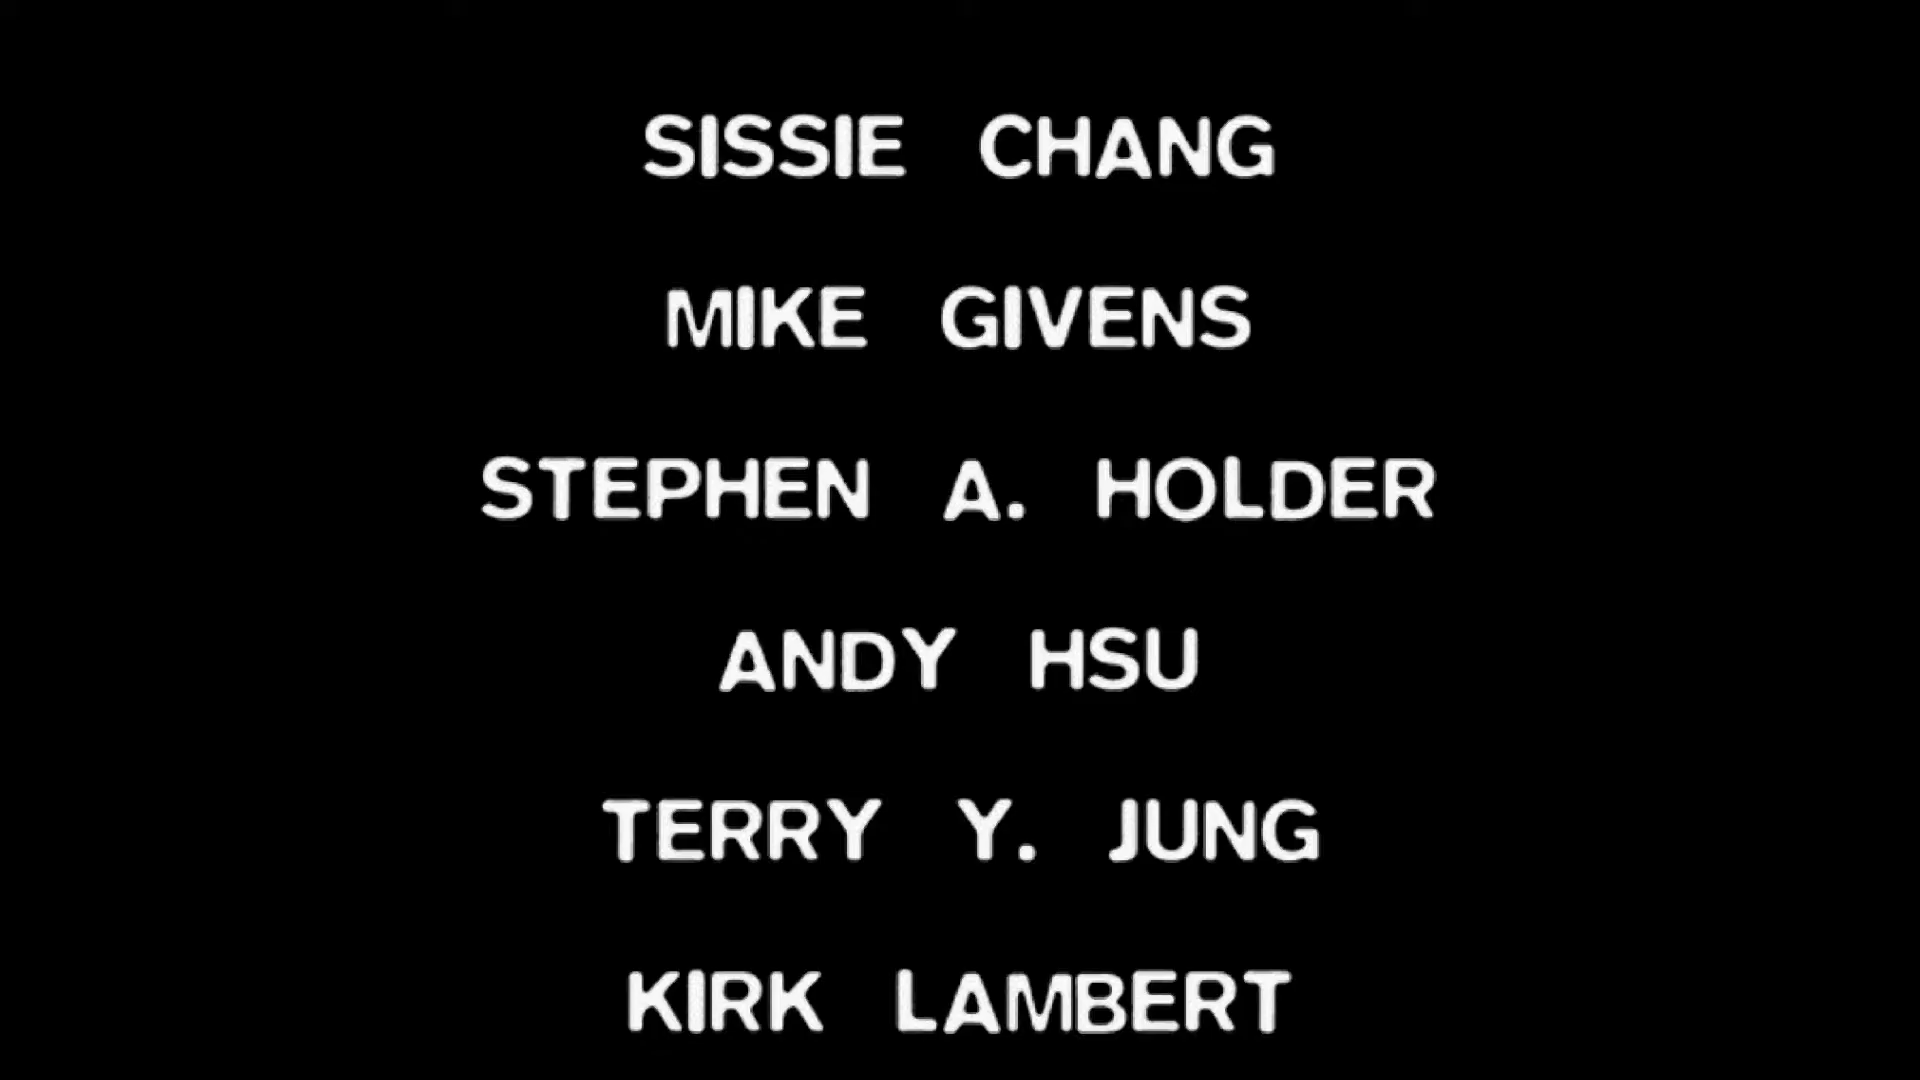 SISSIE CHANG
MIKE GIVENS
STEPHEN A. HOLDER
ANDY HSU
TERRY Y. JUNG
KIRK LAMBERT